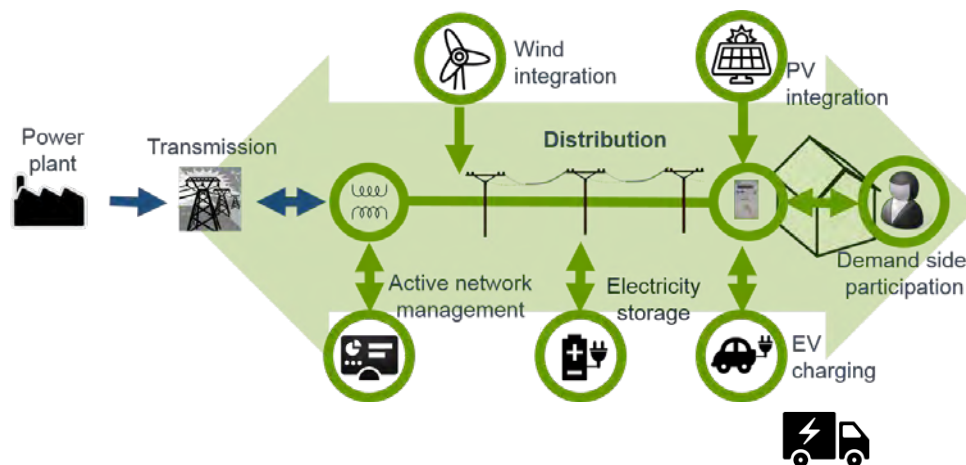 Wind
integration
PV
integration
Power
plant
Transmission
Distribution
Active network
management
Electricity
storage
Demand side
participation
EV
charging